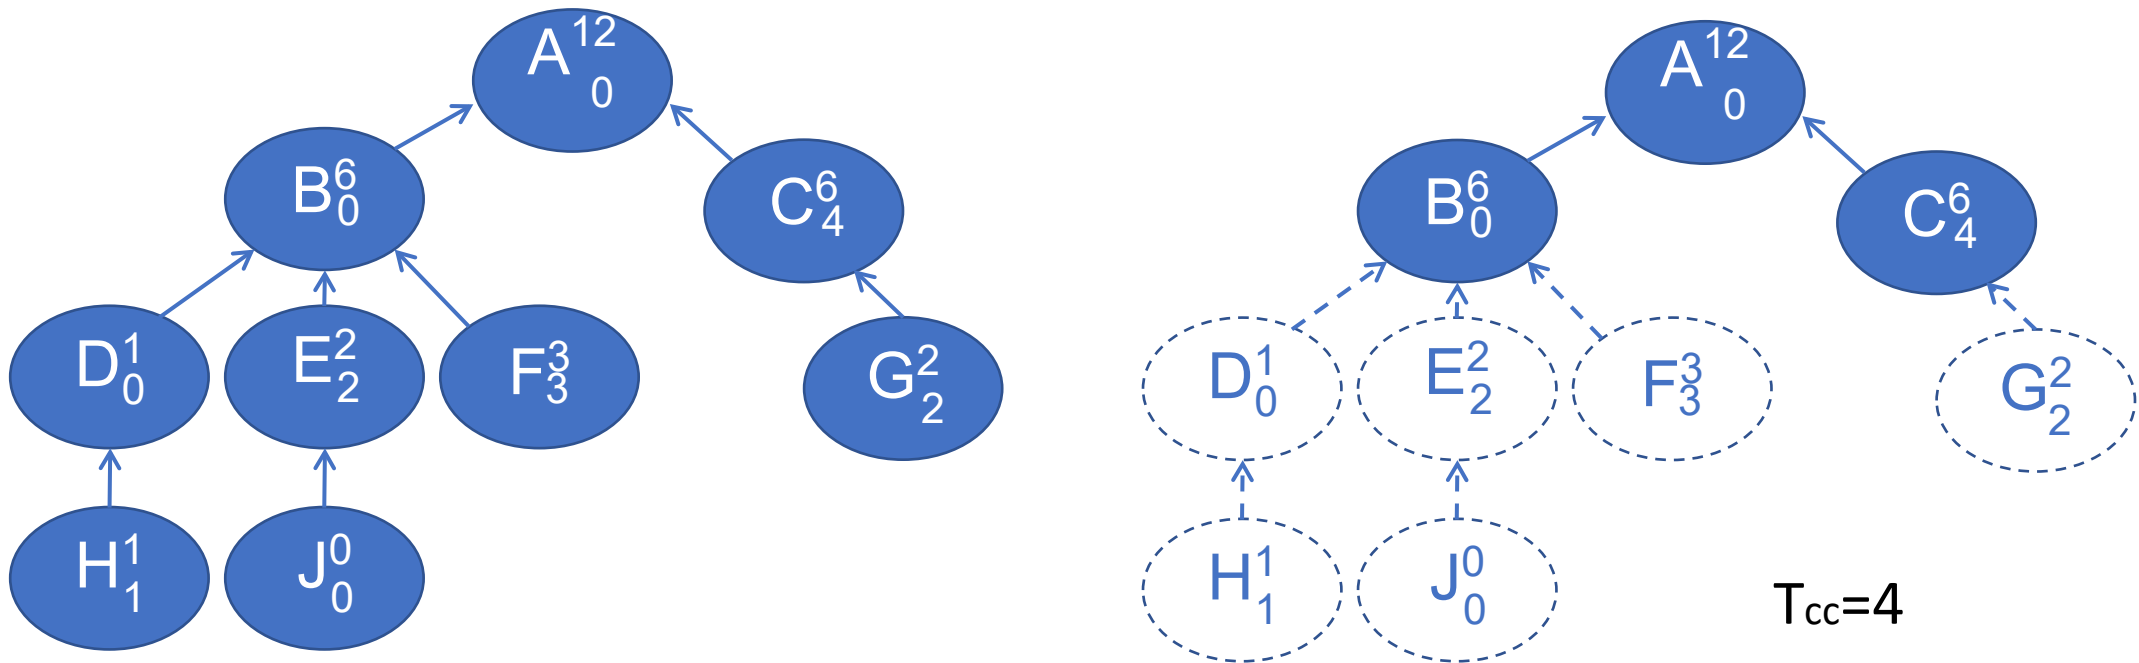 A 12 0
B 6 0
C 6 4
D 1 0
E 2 2
F 3 3
G 2 2
H 1 1
J 0 0
A 12 0
B 6 0
C 6 4
D 1 0
E 2 2
F 3 3
G 2 2
H 1 1
J 0 0
Tcc=4